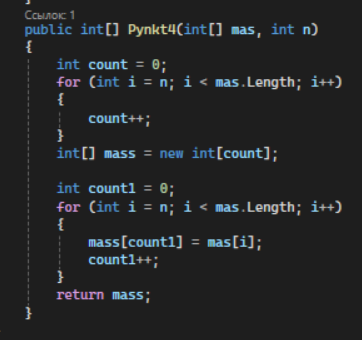 Ссылок: 1
public int[] Pynkt4(int[] mas, int n)
{
int count = 0;
for (int i = n; i < mas.Length; i++)
{
count++;
}
int[] mass = new int[count];
int count1 = 0;
for (int i = n; i < mas.Length; i++)
{
mass[count1] = mas[i];
count1++;
}
return mass;
}